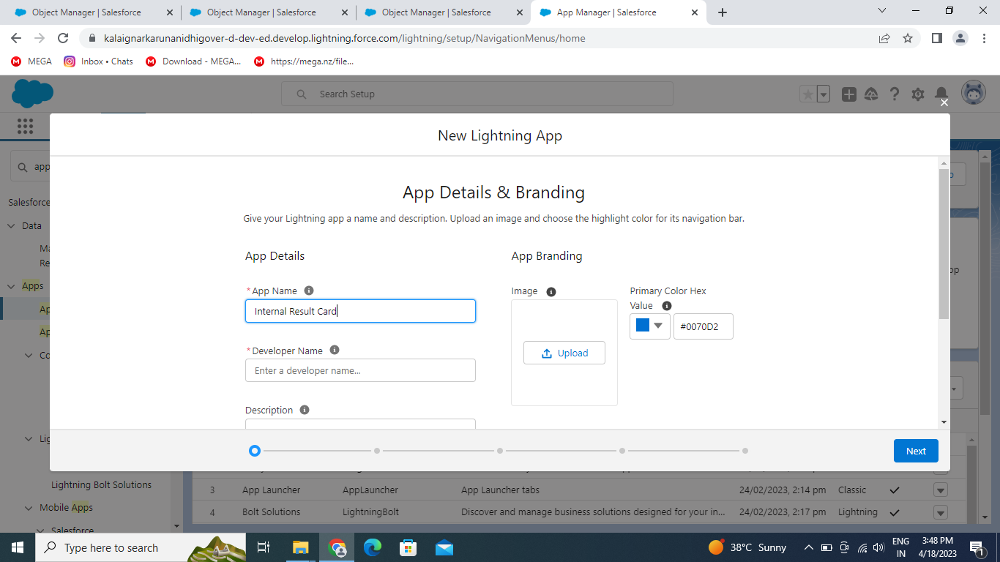 Object Manager | Salesforce
Object Manager | Salesforce
Object Manager | Salesforce
App Manager | Salesforce
kalaignarkarunanidhigover-d-dev-ed.develop.lightning.force.com/lightning/setup/NavigationMenus/home
MEGA
Inbox • Chats
Download - MEGA...
https://mega.nz/file...
Search Setup
New Lightning App
app
Salesforce
Data
Apps
Lightning Bolt Solutions
Mobile Apps
Salesforce
App Details & Branding
Give your Lightning app a name and description. Upload an image and choose the highlight color for its navigation bar.
App Details
App Branding
*App Name
Internal Result Card
*Developer Name
Enter a developer name...
Description
Image
Upload
Primary Color Hex
Value
#0070D2
Next
3 App Launcher AppLauncher App Launcher tabs 24/02/2023, 2:14 pm Classic
4 Bolt Solutions LightningBolt Discover and manage business solutions designed for your in... 24/02/2023, 2:17 pm Lightning
Type here to search
38°C Sunny
ENG
IN
3:48 PM
4/18/2023
1